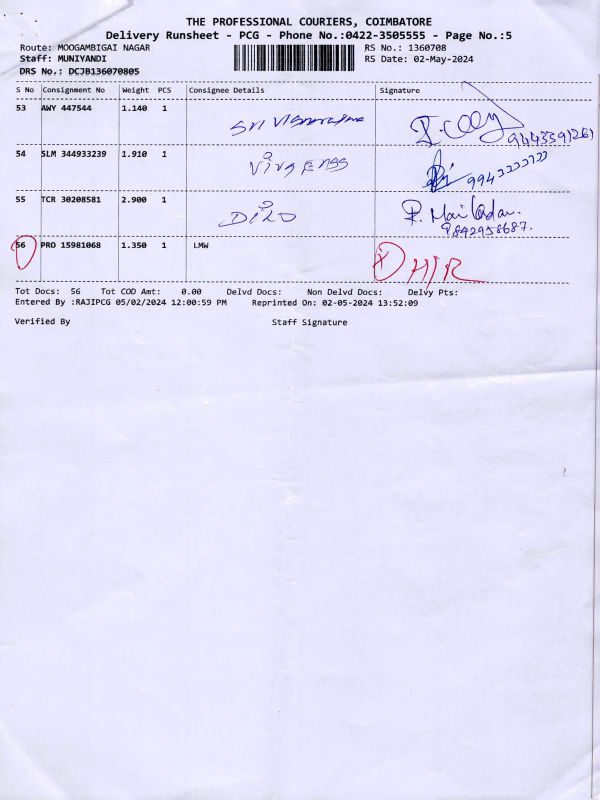 THE PROFESSIONAL COURIERS, COIMBATORE
Delivery Runsheet - PCG - Phone No.:0422-3505555 - Page No.:5
Route: MOOGAMBIGAI NAGAR RS No.: 1360708
Staff: MUNIYANDI RS Date: 02-May-2024
DRS No.: DCJB136070805
S No Consignment No Weight PCS Consignee Details Signature
53 AWY 447544 1.140 1 Sri 9443591261
54 SLM 344933239 1.910 1
55 TCR 30208581 2.900 1 9842958687.
56 PRO 15981068 1.350 1 LMW
Tot Docs: 56 Tot COD Amt: 0.00 Delvd Docs: Non Delvd Docs: Delvy Pts:
Entered By :RAJIPCG 05/02/2024 12:00:59 PM Reprinted On: 02-05-2024 13:52:09
Verified By Staff Signature